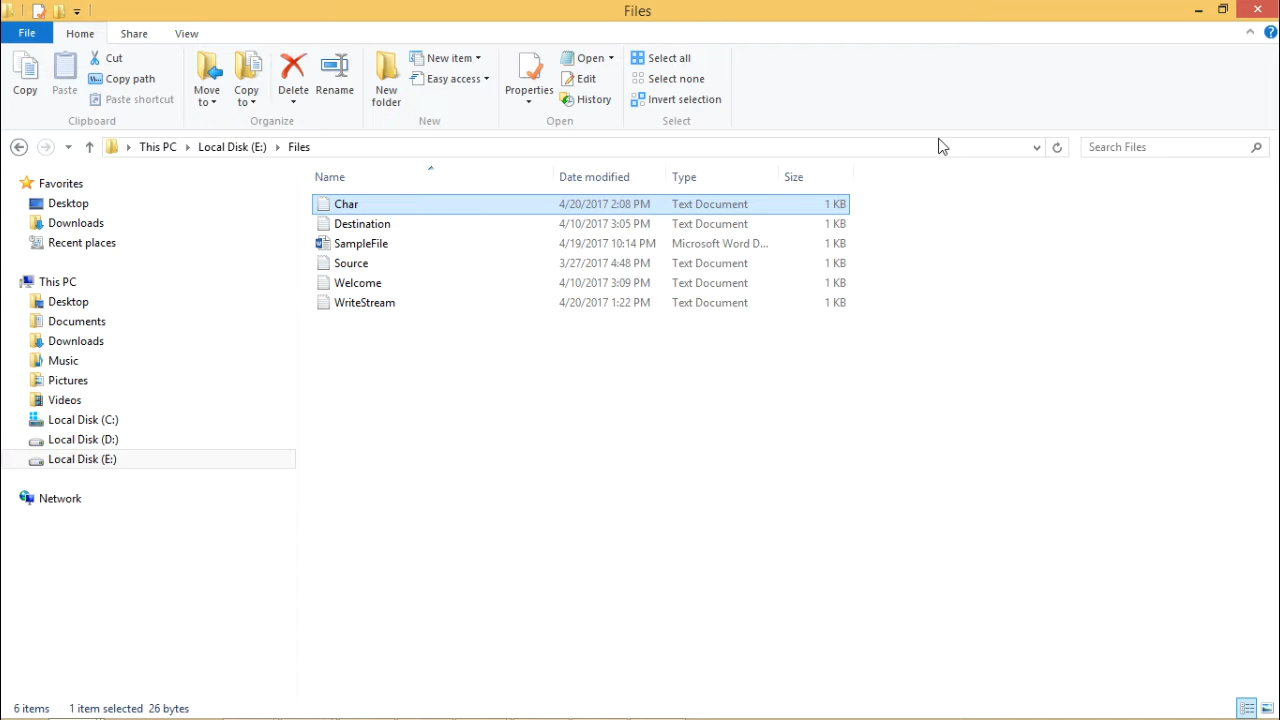 Files
File Home Share View
Copy
Paste
Cut
Copy path
Paste shortcut
Clipboard
Move to
Copy to
Delete
Rename
Organize
New folder
New item
Easy access
New
Properties
Open
Edit
History
Open
Select all
Select none
Invert selection
Select
This PC Local Disk (E:) Files
Search Files
Favorites
Desktop
Downloads
Recent places
This PC
Desktop
Documents
Downloads
Music
Pictures
Videos
Local Disk (C:)
Local Disk (D:)
Local Disk (E:)
Network
Name Date modified Type Size
Char 4/20/2017 2:08 PM Text Document 1 KB
Destination 4/10/2017 3:05 PM Text Document 1 KB
SampleFile 4/19/2017 10:14 PM Microsoft Word D... 1 KB
Source 3/27/2017 4:48 PM Text Document 1 KB
Welcome 4/10/2017 3:09 PM Text Document 1 KB
WriteStream 4/20/2017 1:22 PM Text Document 1 KB
6 items 1 item selected 26 bytes